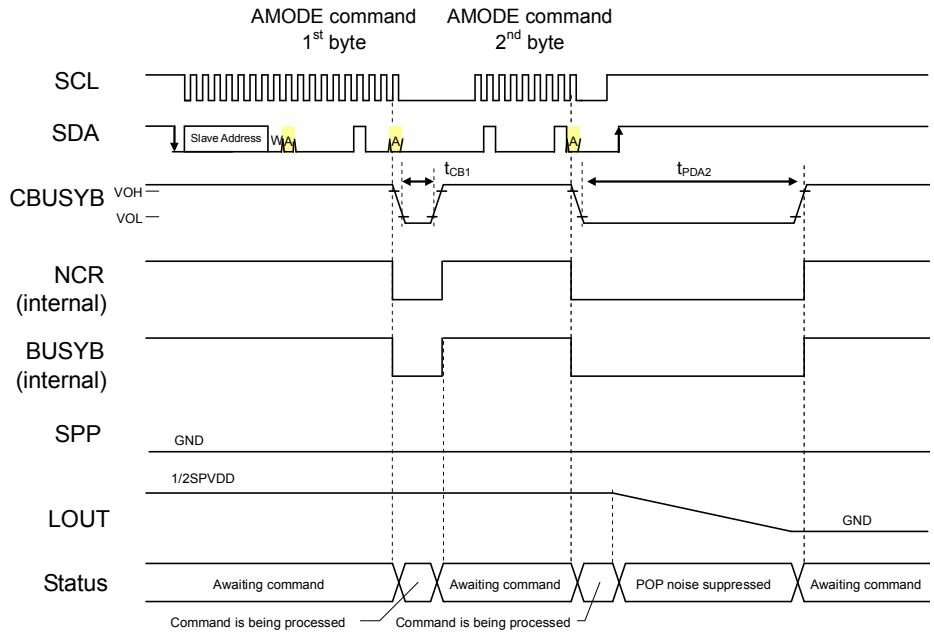 AMODE command
1st byte
AMODE command
2nd byte
SCL
SDA
Slave Address
W
A
A
A
tCB1
tPDA2
CBUSYB
VOH
VOL
NCR
(internal)
BUSYB
(internal)
SPP
GND
1/2SPVDD
LOUT
GND
Status
Awaiting command
Awaiting command
POP noise suppressed
Awaiting command
Command is being processed
Command is being processed